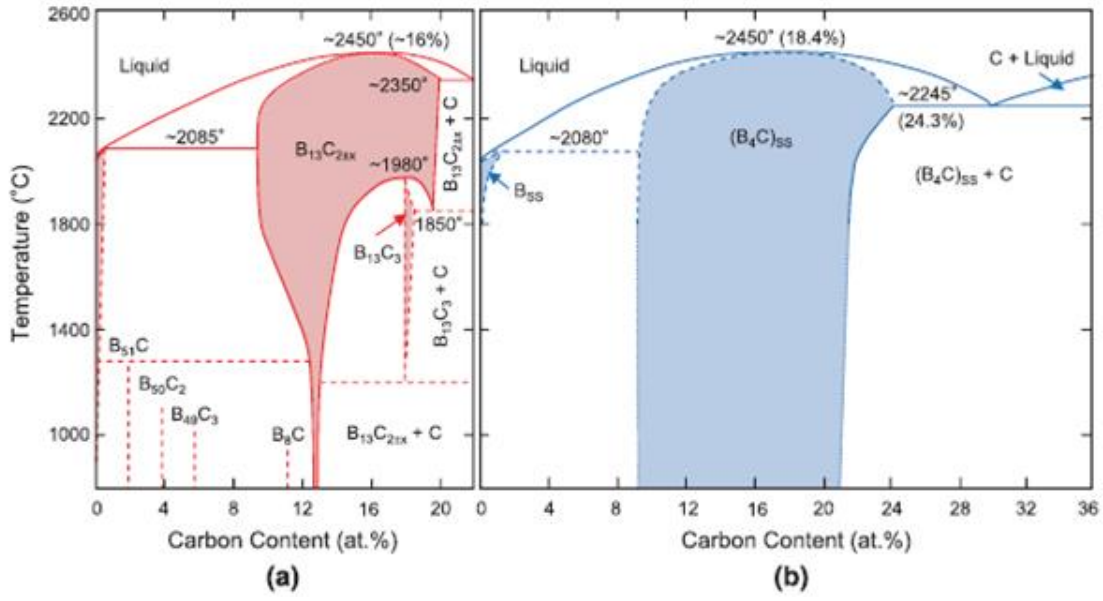 2600
2200
1800
1400
1000
Temperature (°C)
~2450° (~16%)
Liquid
~2350°
~2085°
B₁₃C₂±ₓ
~1980°
B₁₃C₂±ₓ + C
1850°
B₁₃C₃
B₁₃C₃ + C
B₅₁C
B₅₀C₂
B₄₉C₃
B₈C
B₁₃C₂±ₓ + C
0 4 8 12 16 20
Carbon Content (at.%)
(a)
~2450° (18.4%)
Liquid
C + Liquid
~2245°
(24.3%)
~2080°
(B₄C)ₛₛ
Bₛₛ
(B₄C)ₛₛ + C
0 4 8 12 16 20 24 28 32 36
Carbon Content (at.%)
(b)